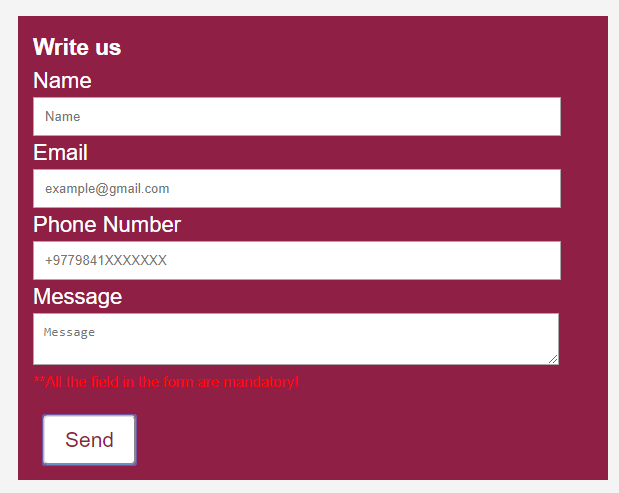 Write us
Name
Name
Email
example@gmail.com
Phone Number
+9779841XXXXXXX
Message
Message
**All the field in the form are mandatory!
Send